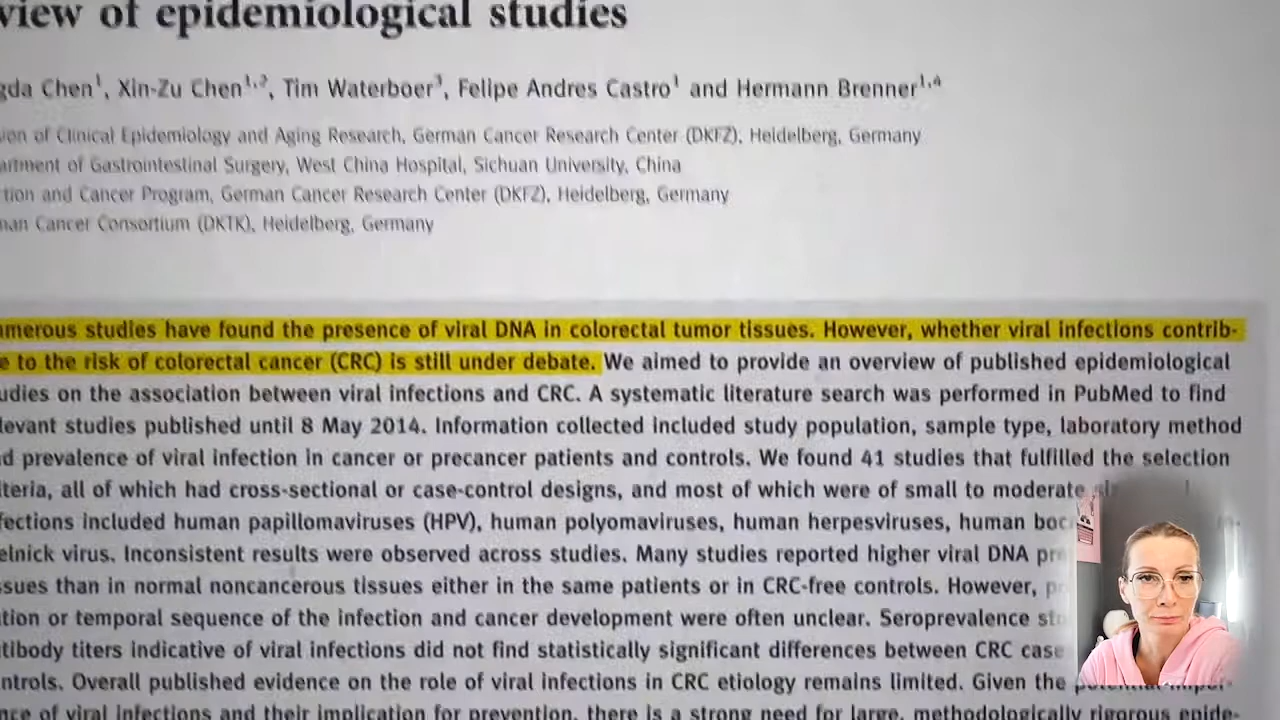 view of epidemiological studies
gda Chen¹, Xin-Zu Chen¹,², Tim Waterboer³, Felipe Andres Castro¹ and Hermann Brenner¹,⁴
ion of Clinical Epidemiology and Aging Research, German Cancer Research Center (DKFZ), Heidelberg, Germany
artment of Gastrointestinal Surgery, West China Hospital, Sichuan University, China
tion and Cancer Program, German Cancer Research Center (DKFZ), Heidelberg, Germany
man Cancer Consortium (DKTK), Heidelberg, Germany
umerous studies have found the presence of viral DNA in colorectal tumor tissues. However, whether viral infections contrib-
e to the risk of colorectal cancer (CRC) is still under debate. We aimed to provide an overview of published epidemiological
udies on the association between viral infections and CRC. A systematic literature search was performed in PubMed to find
levant studies published until 8 May 2014. Information collected included study population, sample type, laboratory method
d prevalence of viral infection in cancer or precancer patients and controls. We found 41 studies that fulfilled the selection
iteria, all of which had cross-sectional or case-control designs, and most of which were of small to moderate
fections included human papillomaviruses (HPV), human polyomaviruses, human herpesviruses, human boc
elnick virus. Inconsistent results were observed across studies. Many studies reported higher viral DNA pr
ssues than in normal noncancerous tissues either in the same patients or in CRC-free controls. However, p
ation or temporal sequence of the infection and cancer development were often unclear. Seroprevalence st
tibody titers indicative of viral infections did not find statistically significant differences between CRC case
ntrols. Overall published evidence on the role of viral infections in CRC etiology remains limited. Given the potential impor-
nce of viral infections and their implication for prevention, there is a strong need for large, methodologically rigorous epide-